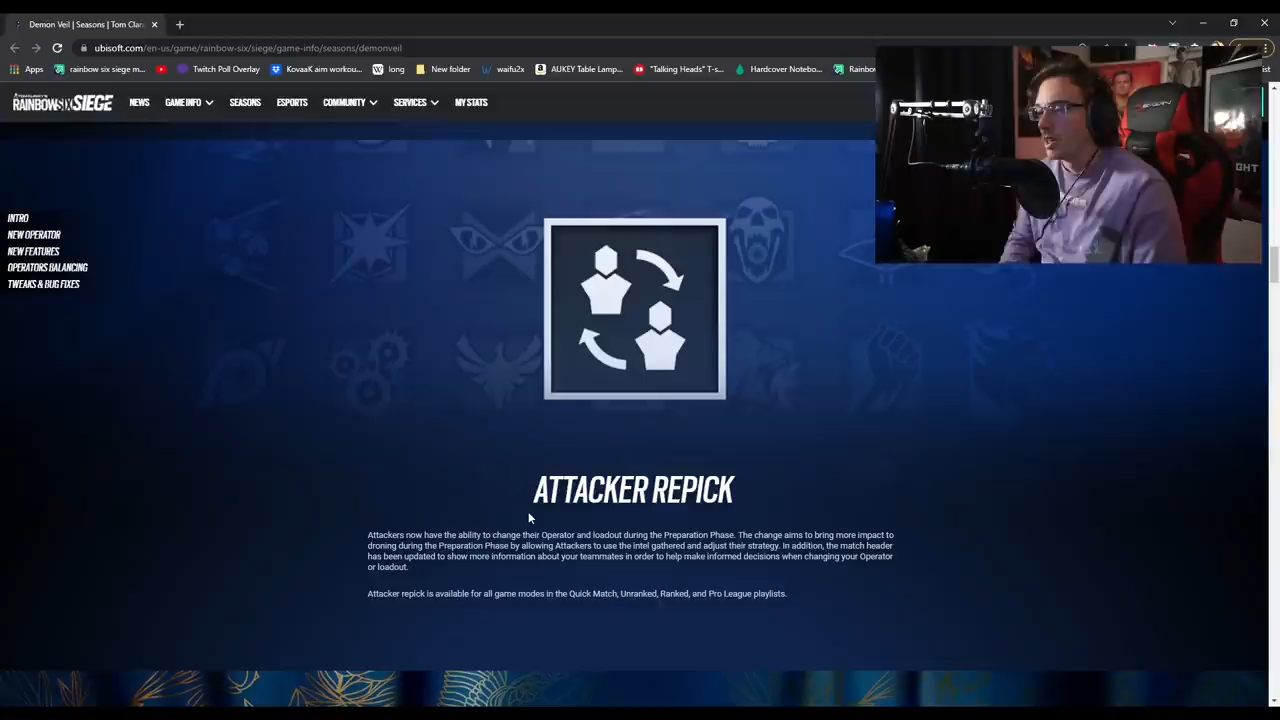 Demon Veil | Seasons | Tom Clan
ubisoft.com/en-us/game/rainbow-six/siege/game-info/seasons/demonveil
Apps rainbow six siege m... Twitch Poll Overlay KovaaK aim workou... long New folder waifu2x AUKEY Table Lamp... "Talking Heads" T-s... Hardcover Notebo... Rainbow
RAINBOWSIX SIEGE NEWS GAME INFO SEASONS ESPORTS COMMUNITY SERVICES MY STATS
INTRO
NEW OPERATOR
NEW FEATURES
OPERATORS BALANCING
TWEAKS & BUG FIXES
ATTACKER REPICK
Attackers now have the ability to change their Operator and loadout during the Preparation Phase. The change aims to bring more impact to
droning during the Preparation Phase by allowing Attackers to use the intel gathered and adjust their strategy. In addition, the match header
has been updated to show more information about your teammates in order to help make informed decisions when changing your Operator
or loadout.
Attacker repick is available for all game modes in the Quick Match, Unranked, Ranked, and Pro League playlists.